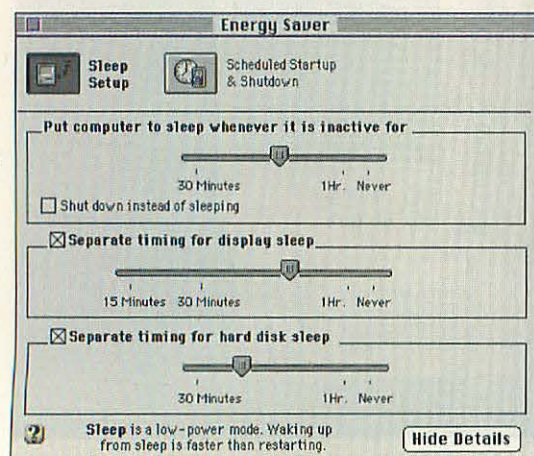 Energy Saver
Sleep
Setup
Scheduled Startup
& Shutdown
Put computer to sleep whenever it is inactive for
30 Minutes 1Hr. Never
Shut down instead of sleeping
Separate timing for display sleep
15 Minutes 30 Minutes 1Hr. Never
Separate timing for hard disk sleep
30 Minutes 1Hr. Never
Sleep is a low-power mode. Waking up
from sleep is faster than restarting.
Hide Details